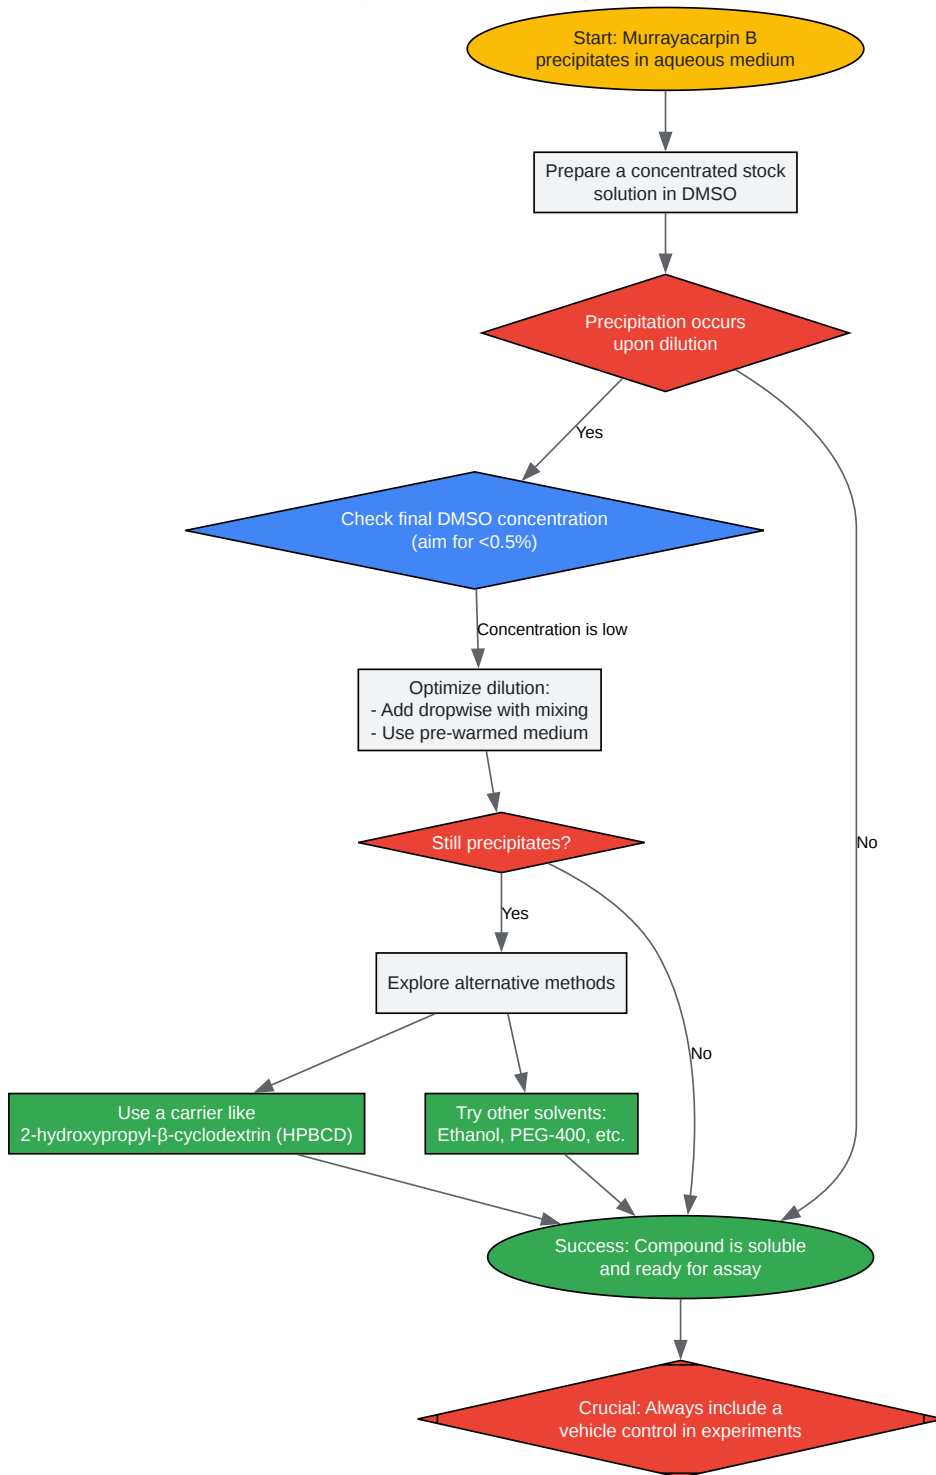 Start: Murrayacarpin B
precipitates in aqueous medium
Prepare a concentrated stock
solution in DMSO
Precipitation occurs
upon dilution
Yes
Check final DMSO concentration
(aim for <0.5%)
Concentration is low
Optimize dilution:
- Add dropwise with mixing
- Use pre-warmed medium
Still precipitates?
No
Yes
Explore alternative methods
No
Use a carrier like
2-hydroxypropyl-β-cyclodextrin (HPBCD)
Try other solvents:
Ethanol, PEG-400, etc.
Success: Compound is soluble
and ready for assay
Crucial: Always include a
vehicle control in experiments